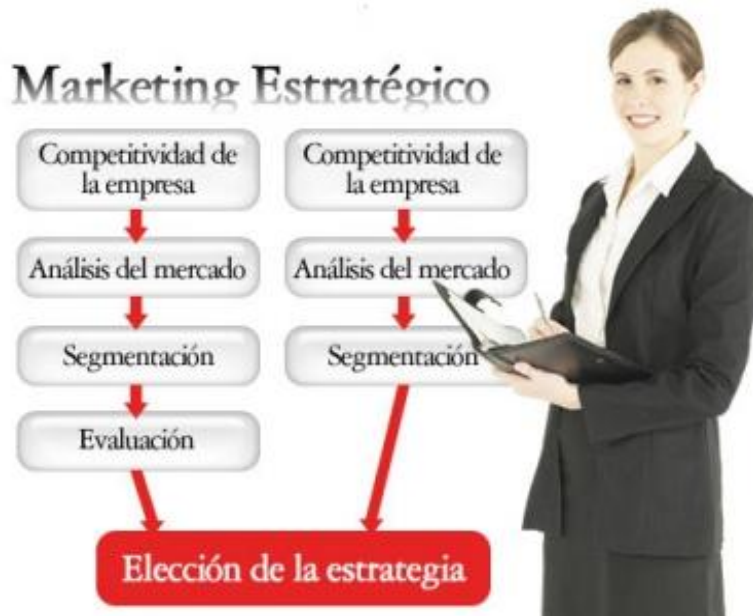 Marketing Estratégico
Competitividad de
la empresa
Análisis del mercado
Segmentación
Evaluación
Competitividad de
la empresa
Análisis del mercado
Segmentación
Elección de la estrategia